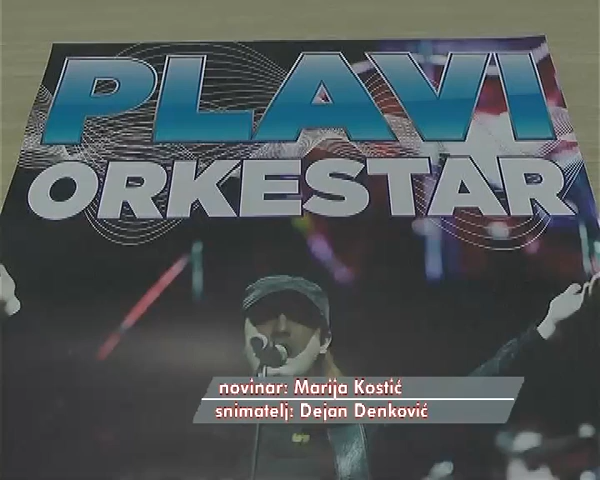 PLAVI
ORKESTAR
novinar: Marija Kostić
snimatelj: Dejan Denković